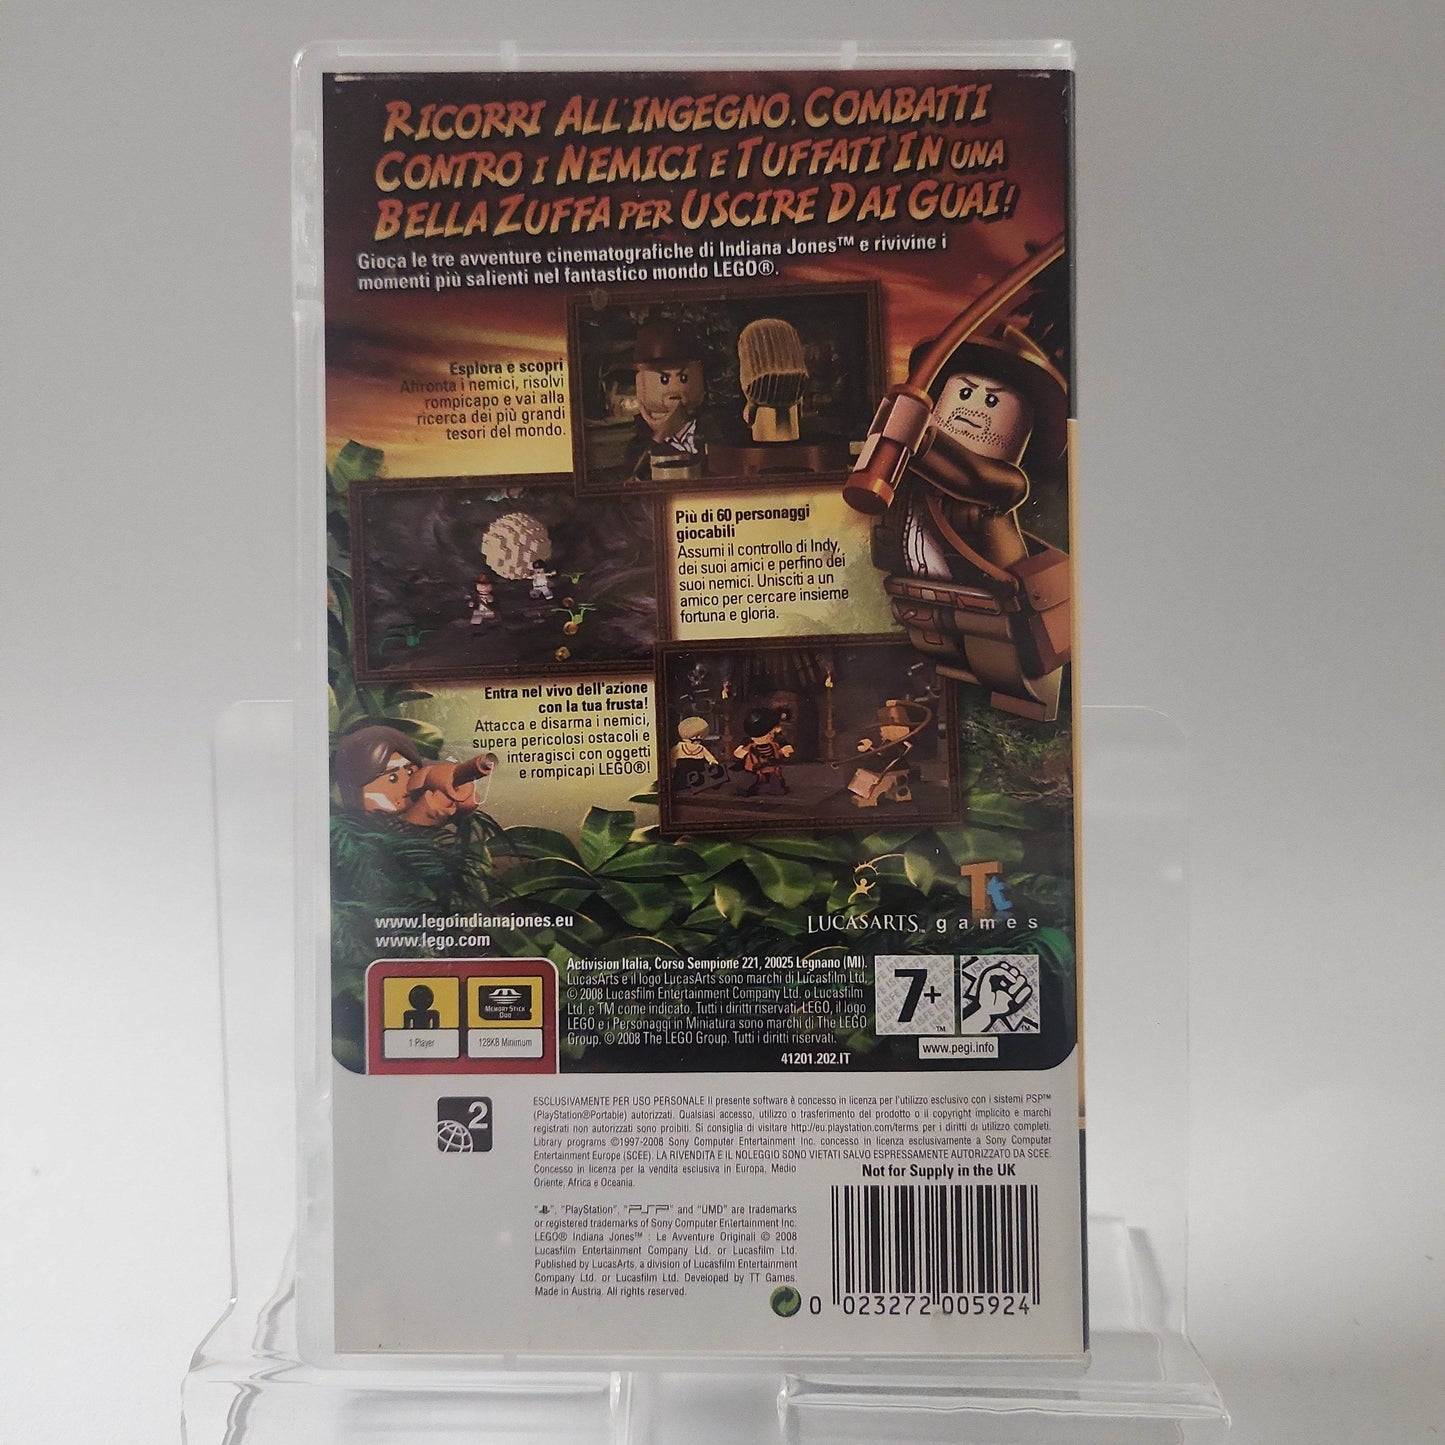 RICORRI ALL'INGEGNO, COMBATTI
CONTRO I NEMICI E TUFFATI IN UNA
BELLA ZUFFA PER USCIRE DAI GUAI!
Gioca le tre avventure cinematografiche di Indiana Jones™ e rivivine i
momenti più salienti nel fantastico mondo LEGO®.
Esplora e scopri
Affronta i nemici, risolvi
rompicapo e vai alla
ricerca dei più grandi
tesori del mondo.
Più di 60 personaggi
giocabili
Assumi il controllo di Indy,
dei suoi amici e perfino dei
suoi nemici. Unisciti a un
amico per cercare insieme
fortuna e gloria.
Entra nel vivo dell'azione
con la tua frusta!
Attacca e disarma i nemici,
supera pericolosi ostacoli e
interagisci con oggetti
e rompicapi LEGO®!
www.legoindianajones.eu
www.lego.com
LUCASARTS™
Tt
games
1 Player
MEMORY STICK
DUO
128KB Minimum
Activision Italia, Corso Sempione 221, 20025 Legnano (MI).
LucasArts e il logo LucasArts sono marchi di Lucasfilm Ltd.
© 2008 Lucasfilm Entertainment Company Ltd. o Lucasfilm
Ltd. e TM come indicato. Tutti i diritti riservati. LEGO, il logo
LEGO e i Personaggi in Miniatura sono marchi di The LEGO
Group. © 2008 The LEGO Group. Tutti i diritti riservati.
41201.202.IT
7+
™
™
www.pegi.info
2
ESCLUSIVAMENTE PER USO PERSONALE Il presente software è concesso in licenza per l'utilizzo esclusivo con i sistemi PSP™
(PlayStation®Portable) autorizzati. Qualsiasi accesso, utilizzo o trasferimento del prodotto o il copyright implicito e marchi
registrati non autorizzati sono proibiti. Si consiglia di visitare http://eu.playstation.com/terms per i diritti di utilizzo completi.
Library programs ©1997-2008 Sony Computer Entertainment Inc. concesso in licenza esclusivamente a Sony Computer
Entertainment Europe (SCEE). LA RIVENDITA E IL NOLEGGIO SONO VIETATI SALVO ESPRESSAMENTE AUTORIZZATO DA SCEE.
Concesso in licenza per la vendita esclusiva in Europa, Medio
Oriente, Africa e Oceania.
Not for Supply in the UK
" ", "PlayStation", "PSP" and "UMD" are trademarks
or registered trademarks of Sony Computer Entertainment Inc.
LEGO® Indiana Jones™ : Le Avventure Originali © 2008
Lucasfilm Entertainment Company Ltd. or Lucasfilm Ltd.
Published by LucasArts, a division of Lucasfilm Entertainment
Company Ltd. or Lucasfilm Ltd. Developed by TT Games.
Made in Austria. All rights reserved.
0 023272 005924